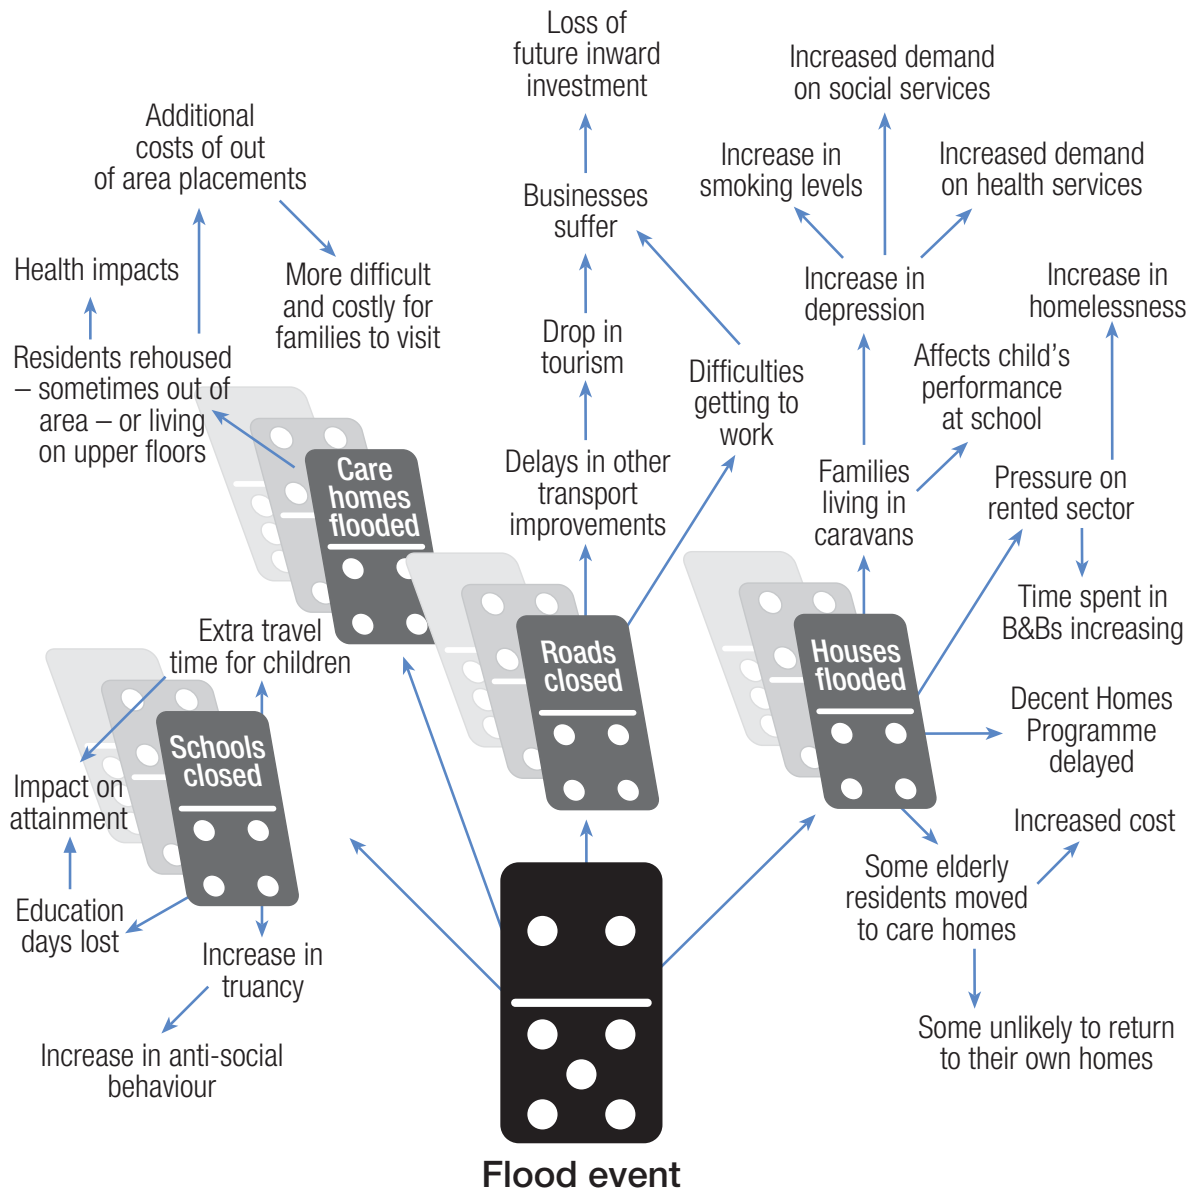 Loss of
future inward
investment
Increased demand
on social services
Additional
costs of out
of area placements
Increase in
smoking levels
Increased demand
on health services
Businesses
suffer
Health impacts
More difficult
and costly for
families to visit
Increase in
depression
Increase in
homelessness
Residents rehoused
– sometimes out of
area – or living
on upper floors
Drop in
tourism
Difficulties
getting to
work
Affects child's
performance
at school
Care
homes
flooded
Delays in other
transport
improvements
Families
living in
caravans
Pressure on
rented sector
Time spent in
B&Bs increasing
Extra travel
time for children
Roads
closed
Houses
flooded
Decent Homes
Programme
delayed
Schools
closed
Impact on
attainment
Increased cost
Some elderly
residents moved
to care homes
Education
days lost
Increase in
truancy
Some unlikely to return
to their own homes
Increase in anti-social
behaviour
Flood event